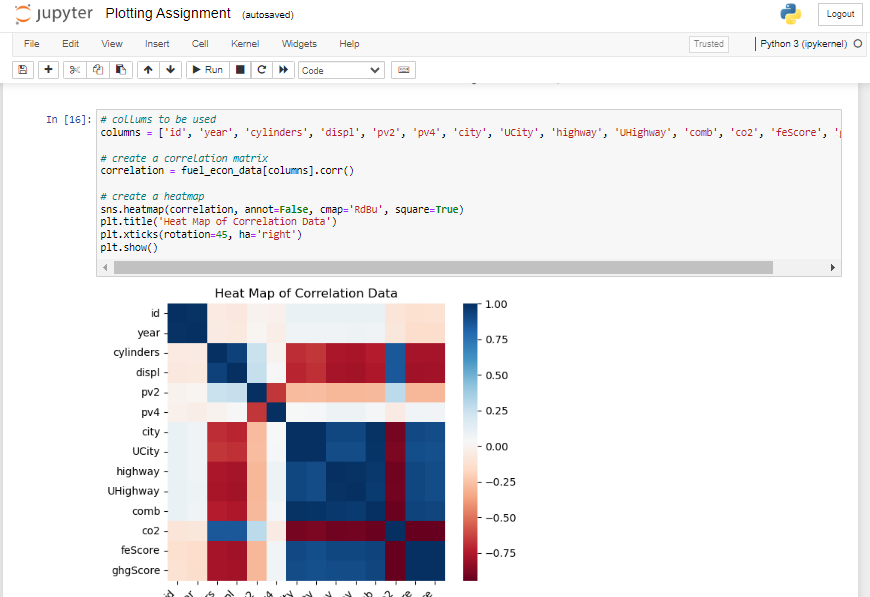 jupyter Plotting Assignment (autosaved)
Logout
File Edit View Insert Cell Kernel Widgets Help
Trusted
Python 3 (ipykernel)
Run
Code
In [16]:
# collums to be used
columns = ['id', 'year', 'cylinders', 'displ', 'pv2', 'pv4', 'city', 'UCity', 'highway', 'UHighway', 'comb', 'co2', 'feScore',
# create a correlation matrix
correlation = fuel_econ_data[columns].corr()
# create a heatmap
sns.heatmap(correlation, annot=False, cmap='RdBu', square=True)
plt.title('Heat Map of Correlation Data')
plt.xticks(rotation=45, ha='right')
plt.show()
Heat Map of Correlation Data
id
year
cylinders
displ
pv2
pv4
city
UCity
highway
UHighway
comb
co2
feScore
ghgScore
1.00
0.75
0.50
0.25
0.00
−0.25
−0.50
−0.75